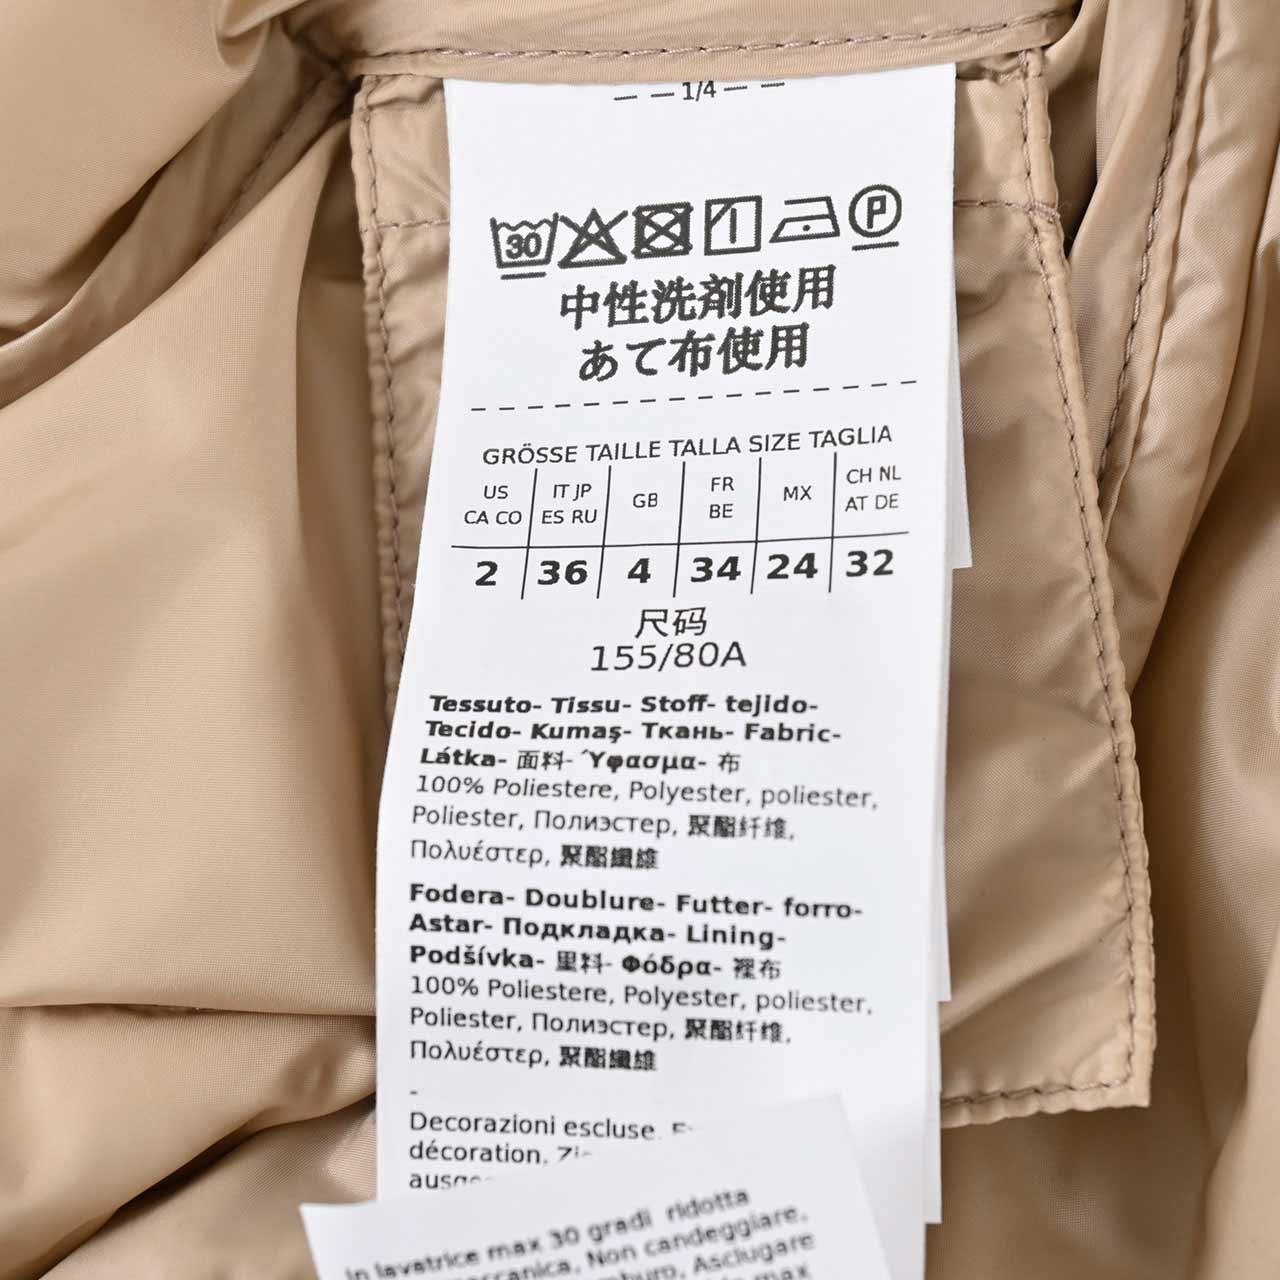 — — 1/4 — —
30 P
中性洗剤使用
あて布使用
GRÖSSE TAILLE TALLA SIZE TAGLIA
US IT JP GB FR MX CH NL
CA CO ES RU BE AT DE
2 36 4 34 24 32
尺码
155/80A
Tessuto- Tissu- Stoff- tejido-
Tecido- Kumaş- Ткань- Fabric-
Látka- 面料- Ύφασμα- 布
100% Poliestere, Polyester, poliester,
Poliester, Полиэстер, 聚酯纤维,
Πολυέστερ, 聚酯纖維
Fodera- Doublure- Futter- forro-
Astar- Подкладка- Lining-
Podšívka- 里料- Φόδρα- 裡布
100% Poliestere, Polyester, poliester,
Poliester, Полиэстер, 聚酯纤维,
Πολυέστερ, 聚酯纖維
-
Decorazioni escluse.
décoration.
In lavatrice max 30 gradi ridotta
Non candeggiare.
Asciugare
max